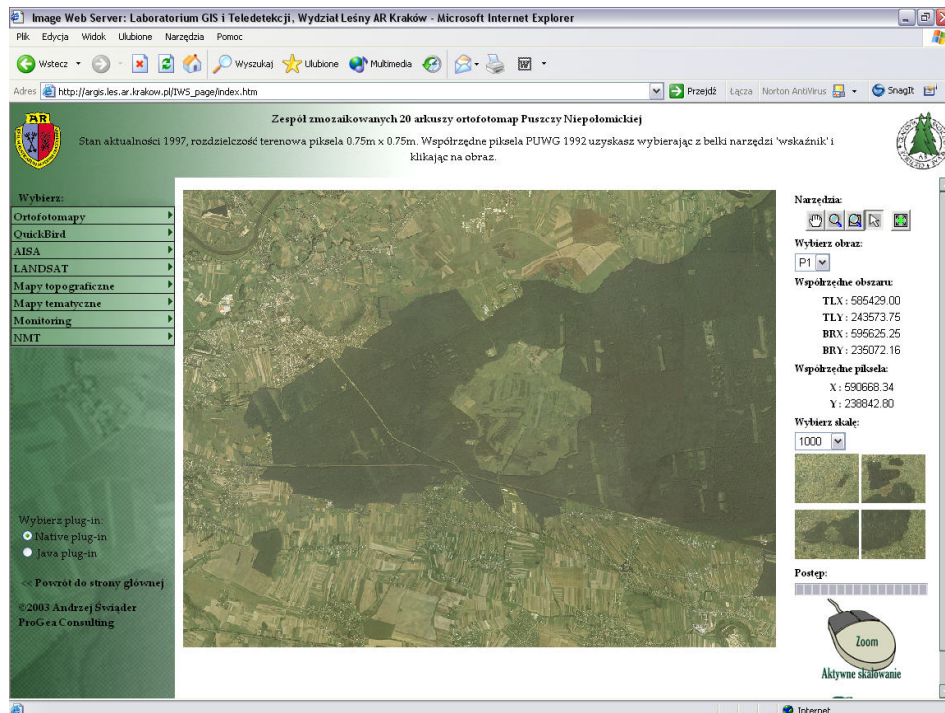 Image Web Server: Laboratorium GIS i Teledetekcji, Wydział Leśny AR Kraków - Microsoft Internet Explorer
Plik Edycja Widok Ulubione Narzędzia Pomoc
Wstecz Wyszukaj Ulubione Multimedia
Adres http://argis.les.ar.krakow.pl/IWS_page/index.htm Przejdź Łącza Norton AntiVirus SnagIt
AR
Zespół zmozaikowanych 20 arkuszy ortofotomap Puszczy Niepołomickiej
Stan aktualności 1997, rozdzielczość terenowa piksela 0.75m x 0.75m. Współrzędne piksela PUWG 1992 uzyskasz wybierając z belki narzędzi 'wskaźnik' i
klikając na obraz.
Wybierz:
Ortofotomapy
QuickBird
AISA
LANDSAT
Mapy topograficzne
Mapy tematyczne
Monitoring
NMT
Wybierz plug-in:
Native plug-in
Java plug-in
<< Powrót do strony głównej
©2003 Andrzej Świąder
ProGea Consulting
Narzędzia:
Wybierz obraz:
P1
Współrzędne obszaru:
TLX : 585429.00
TLY : 243573.75
BRX : 595625.25
BRY : 235072.16
Współrzędne piksela:
X : 590668.34
Y : 238842.80
Wybierz skalę:
1000
Postęp:
Zoom
Aktywne skalowanie
Internet